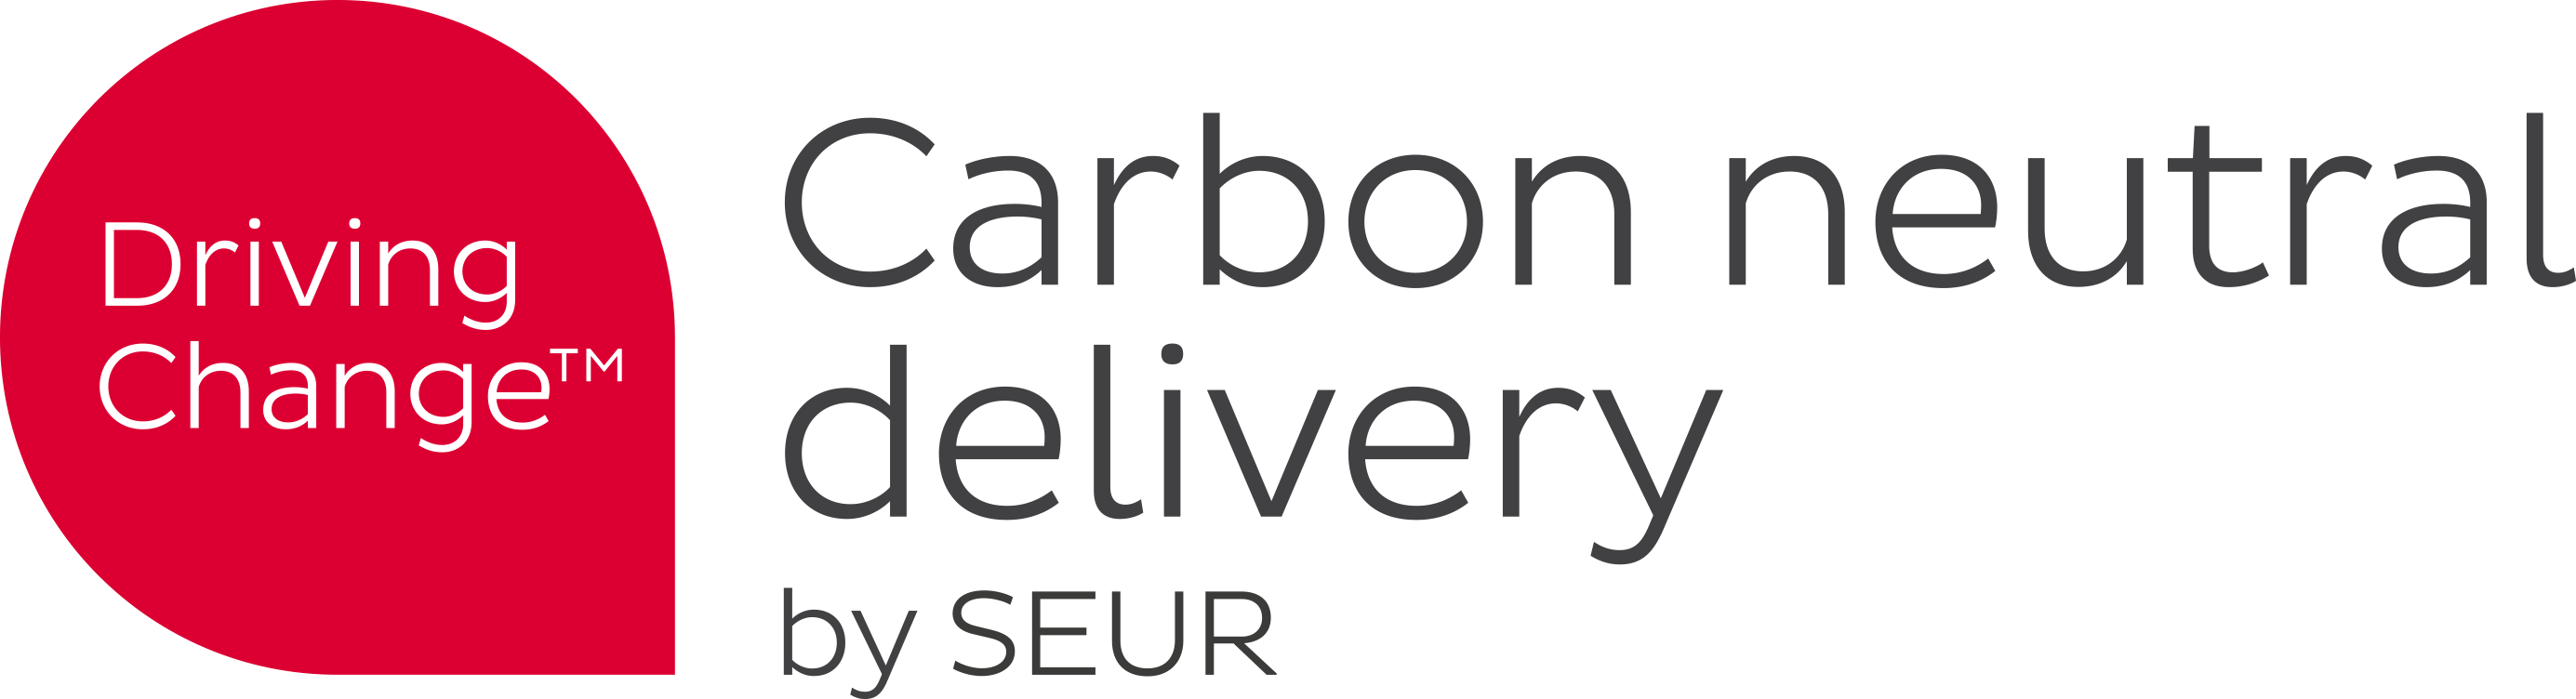 Driving
Change™
Carbon neutral
delivery
by SEUR